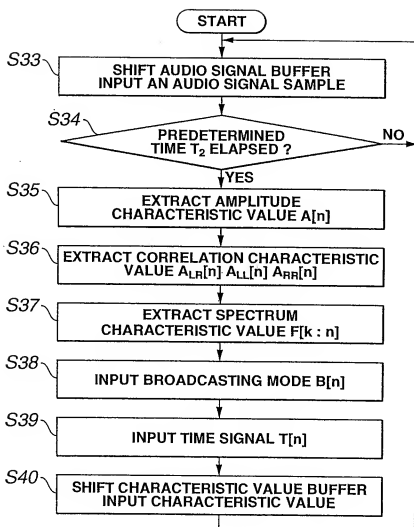 START
S33
SHIFT AUDIO SIGNAL BUFFER
INPUT AN AUDIO SIGNAL SAMPLE
S34
PREDETERMINED
TIME T₂ ELAPSED ?
NO
YES
S35
EXTRACT AMPLITUDE
CHARACTERISTIC VALUE A[n]
S36
EXTRACT CORRELATION CHARACTERISTIC
VALUE ALR[n] ALL[n] ARR[n]
S37
EXTRACT SPECTRUM
CHARACTERISTIC VALUE F[k : n]
S38
INPUT BROADCASTING MODE B[n]
S39
INPUT TIME SIGNAL T[n]
S40
SHIFT CHARACTERISTIC VALUE BUFFER
INPUT CHARACTERISTIC VALUE